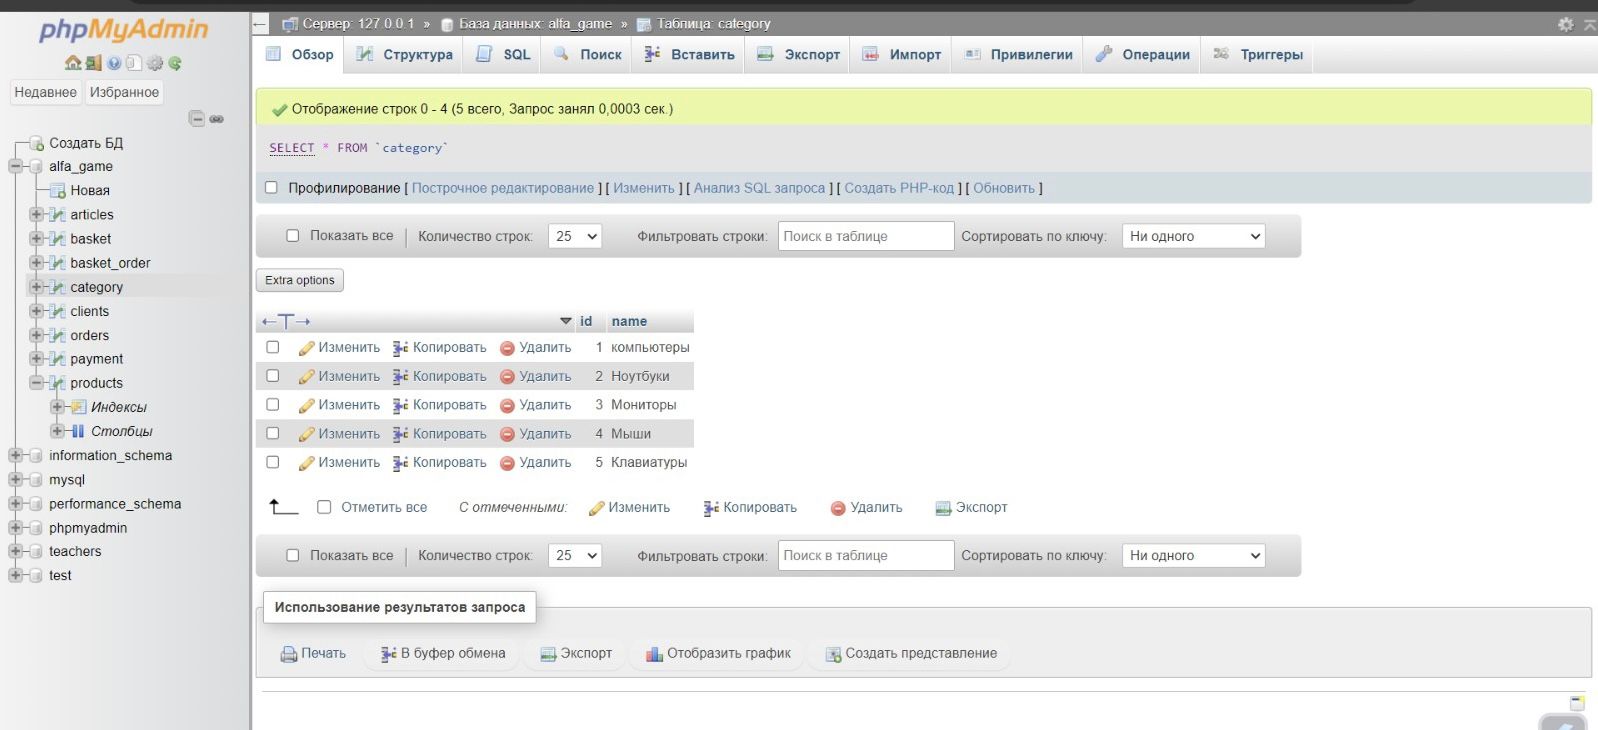 phpMyAdmin
Недавнее Избранное
Создать БД
alfa_game
Новая
articles
basket
basket_order
category
clients
orders
payment
products
Индексы
Столбцы
information_schema
mysql
performance_schema
phpmyadmin
teachers
test
Сервер: 127.0.0.1 » База данных: alfa_game » Таблица: category
Обзор Структура SQL Поиск Вставить Экспорт Импорт Привилегии Операции Триггеры
Отображение строк 0 - 4 (5 всего, Запрос занял 0,0003 сек.)
SELECT * FROM `category`
Профилирование [ Построчное редактирование ] [ Изменить ] [ Анализ SQL запроса ] [ Создать PHP-код ] [ Обновить ]
Показать все | Количество строк: 25 Фильтровать строки: Поиск в таблице Сортировать по ключу: Ни одного
Extra options
←T→ id name
Изменить Копировать Удалить 1 компьютеры
Изменить Копировать Удалить 2 Ноутбуки
Изменить Копировать Удалить 3 Мониторы
Изменить Копировать Удалить 4 Мыши
Изменить Копировать Удалить 5 Клавиатуры
Отметить все С отмеченными: Изменить Копировать Удалить Экспорт
Показать все | Количество строк: 25 Фильтровать строки: Поиск в таблице Сортировать по ключу: Ни одного
Использование результатов запроса
Печать В буфер обмена Экспорт Отобразить график Создать представление